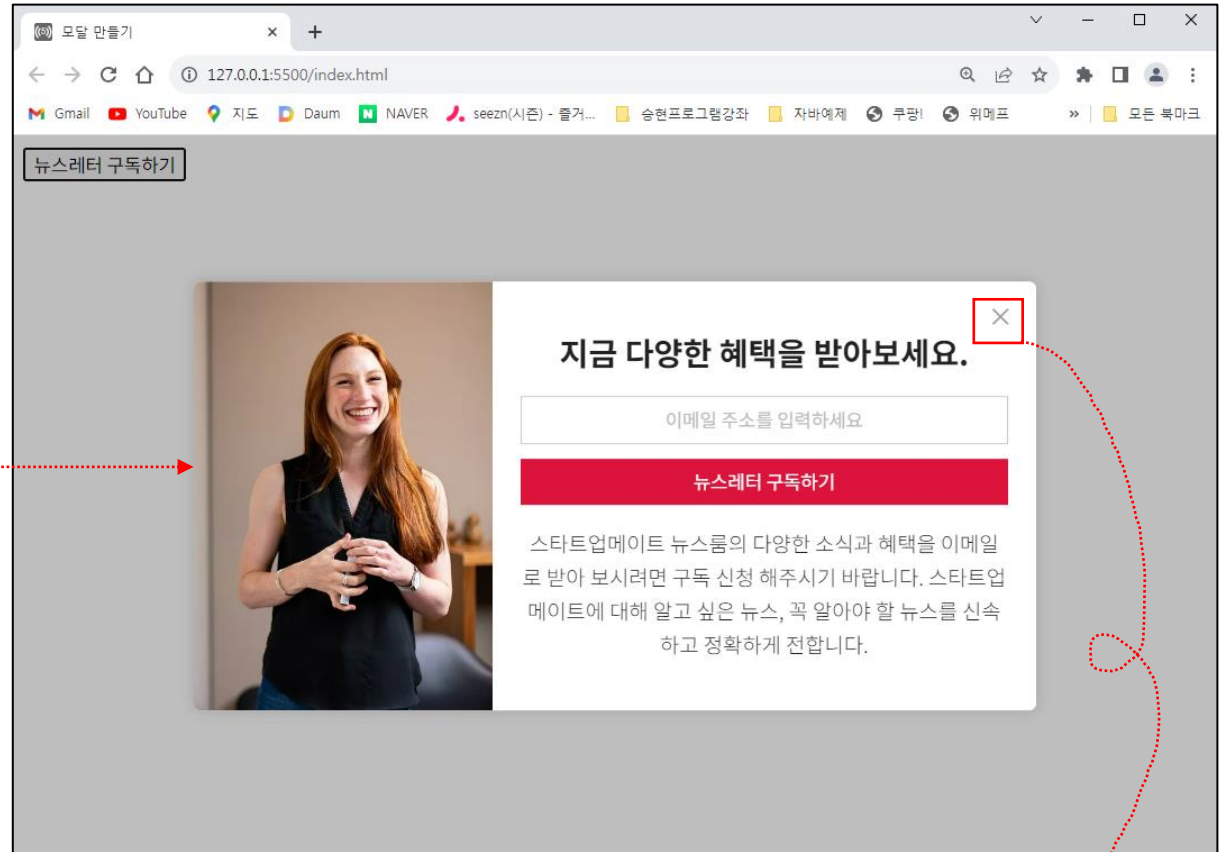 모달 만들기
127.0.0.1:5500/index.html
Gmail YouTube 지도 Daum NAVER seezn(시즌) - 즐거... 승현프로그램강좌 자바예제 쿠팡! 위메프 » 모든 북마크
뉴스레터 구독하기
지금 다양한 혜택을 받아보세요.
이메일 주소를 입력하세요
뉴스레터 구독하기
스타트업메이트 뉴스룸의 다양한 소식과 혜택을 이메일
로 받아 보시려면 구독 신청 해주시기 바랍니다. 스타트업
메이트에 대해 알고 싶은 뉴스, 꼭 알아야 할 뉴스를 신속
하고 정확하게 전합니다.